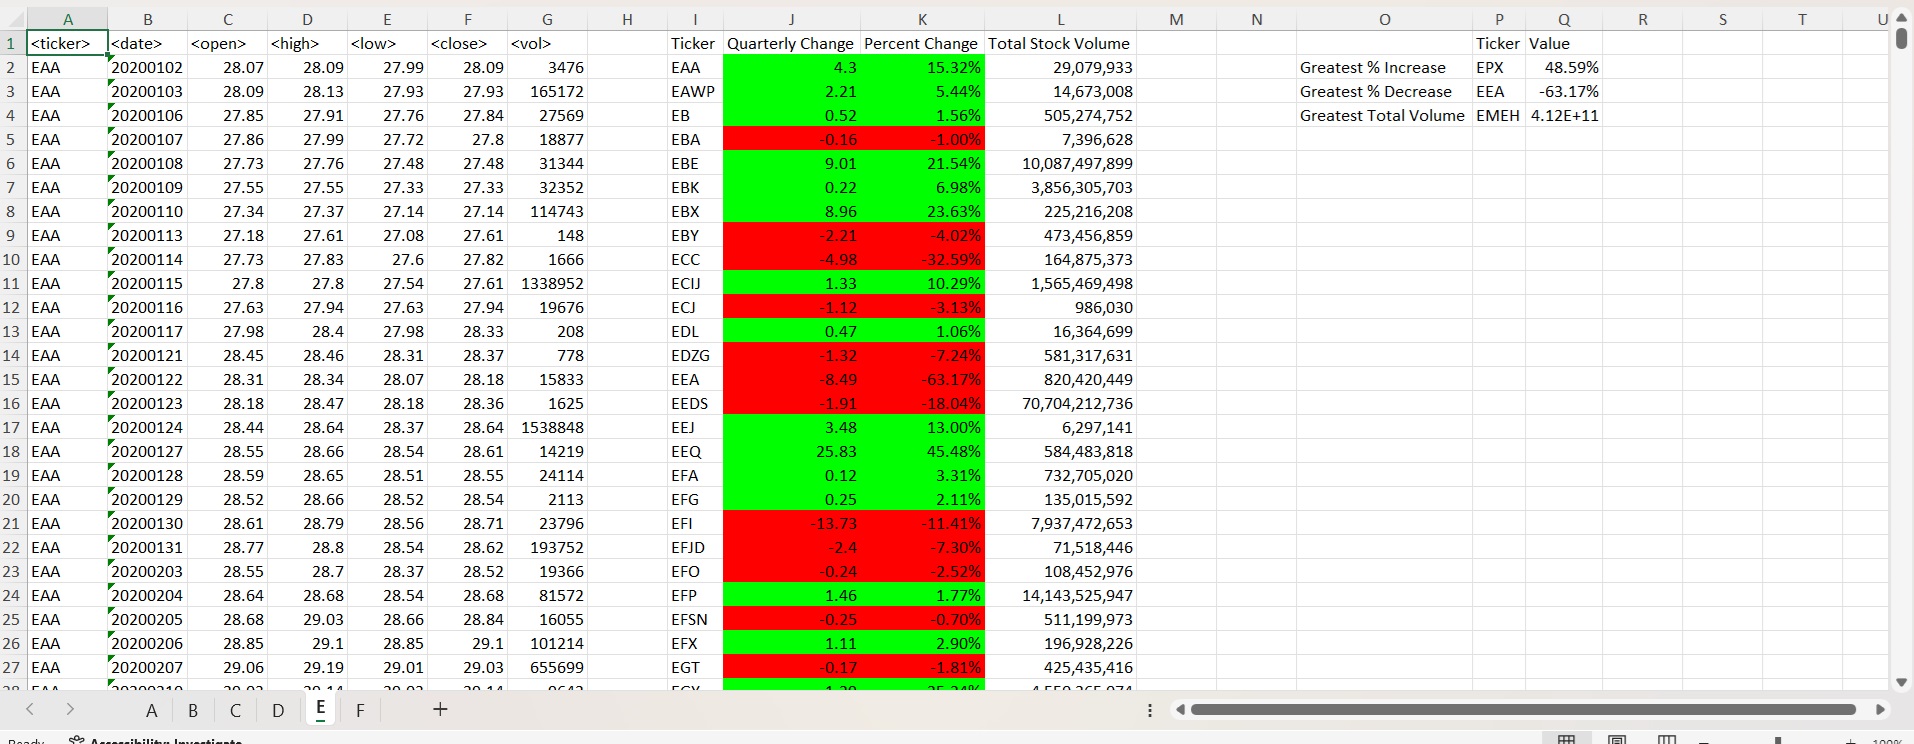 A B C D E F G H I J K L M N O P Q R S T U
1 <ticker> <date> <open> <high> <low> <close> <vol> Ticker Quarterly Change Percent Change Total Stock Volume Ticker Value
2 EAA 20200102 28.07 28.09 27.99 28.09 3476 EAA 4.3 15.32% 29,079,933 Greatest % Increase EPX 48.59%
3 EAA 20200103 28.09 28.13 27.93 27.93 165172 EAWP 2.21 5.44% 14,673,008 Greatest % Decrease EEA -63.17%
4 EAA 20200106 27.85 27.91 27.76 27.84 27569 EB 0.52 1.56% 505,274,752 Greatest Total Volume EMEH 4.12E+11
5 EAA 20200107 27.86 27.99 27.72 27.8 18877 EBA -0.16 -1.00% 7,396,628
6 EAA 20200108 27.73 27.76 27.48 27.48 31344 EBE 9.01 21.54% 10,087,497,899
7 EAA 20200109 27.55 27.55 27.33 27.33 32352 EBK 0.22 6.98% 3,856,305,703
8 EAA 20200110 27.34 27.37 27.14 27.14 114743 EBX 8.96 23.63% 225,216,208
9 EAA 20200113 27.18 27.61 27.08 27.61 148 EBY -2.21 -4.02% 473,456,859
10 EAA 20200114 27.73 27.83 27.6 27.82 1666 ECC -4.98 -32.59% 164,875,373
11 EAA 20200115 27.8 27.8 27.54 27.61 1338952 ECIJ 1.33 10.29% 1,565,469,498
12 EAA 20200116 27.63 27.94 27.63 27.94 19676 ECJ -1.12 -3.13% 986,030
13 EAA 20200117 27.98 28.4 27.98 28.33 208 EDL 0.47 1.06% 16,364,699
14 EAA 20200121 28.45 28.46 28.31 28.37 778 EDZG -1.32 -7.24% 581,317,631
15 EAA 20200122 28.31 28.34 28.07 28.18 15833 EEA -8.49 -63.17% 820,420,449
16 EAA 20200123 28.18 28.47 28.18 28.36 1625 EEDS -1.91 -18.04% 70,704,212,736
17 EAA 20200124 28.44 28.64 28.37 28.64 1538848 EEJ 3.48 13.00% 6,297,141
18 EAA 20200127 28.55 28.66 28.54 28.61 14219 EEQ 25.83 45.48% 584,483,818
19 EAA 20200128 28.59 28.65 28.51 28.55 24114 EFA 0.12 3.31% 732,705,020
20 EAA 20200129 28.52 28.66 28.52 28.54 2113 EFG 0.25 2.11% 135,015,592
21 EAA 20200130 28.61 28.79 28.56 28.71 23796 EFI -13.73 -11.41% 7,937,472,653
22 EAA 20200131 28.77 28.8 28.54 28.62 193752 EFJD -2.4 -7.30% 71,518,446
23 EAA 20200203 28.55 28.7 28.37 28.52 19366 EFO -0.24 -2.52% 108,452,976
24 EAA 20200204 28.64 28.68 28.54 28.68 81572 EFP 1.46 1.77% 14,143,525,947
25 EAA 20200205 28.68 29.03 28.66 28.84 16055 EFSN -0.25 -0.70% 511,199,973
26 EAA 20200206 28.85 29.1 28.85 29.1 101214 EFX 1.11 2.90% 196,928,226
27 EAA 20200207 29.06 29.19 29.01 29.03 655699 EGT -0.17 -1.81% 425,435,416
A B C D E F +
Ready Accessibility: Investigate 100%